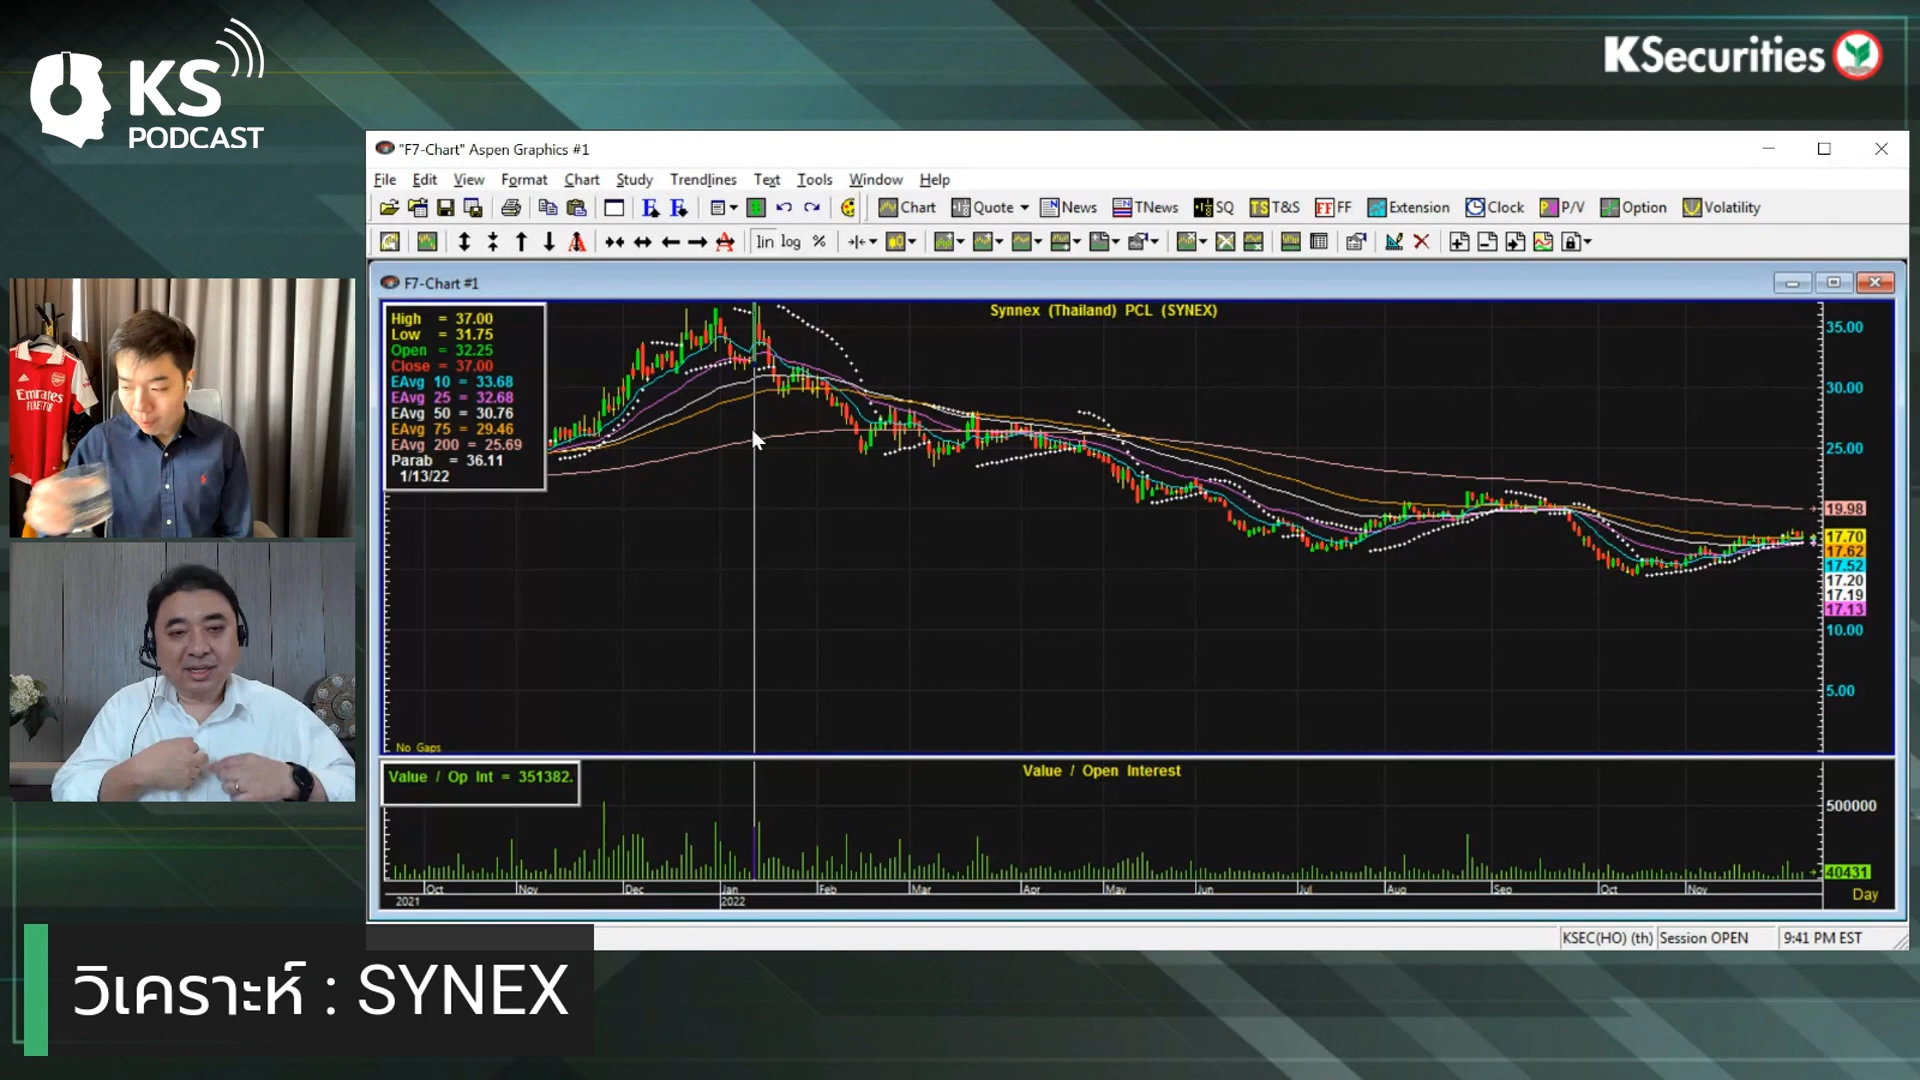 KS
PODCAST
KSecurities
"F7-Chart" Aspen Graphics #1
File Edit View Format Chart Study Trendlines Text Tools Window Help
Chart Quote News TNews SQ TS T&S FF FF Extension Clock P/V Option Volatility
lin log %
F7-Chart #1
Synnex (Thailand) PCL (SYNEX)
High = 37.00
Low = 31.75
Open = 32.25
Close = 37.00
EAvg 10 = 33.68
EAvg 25 = 32.68
EAvg 50 = 30.76
EAvg 75 = 29.46
EAvg 200 = 25.69
Parab = 36.11
1/13/22
35.00
30.00
25.00
19.98
17.70
17.62
17.52
17.20
17.19
17.13
10.00
5.00
No Gaps
Value / Op Int = 351382.
Value / Open Interest
500000
40431
Oct Nov Dec Jan Feb Mar Apr May Jun Jul Aug Sep Oct Nov
2021 2022
Day
KSEC(HO) (th) Session OPEN 9:41 PM EST
Emirates
วิเคราะห์ : SYNEX